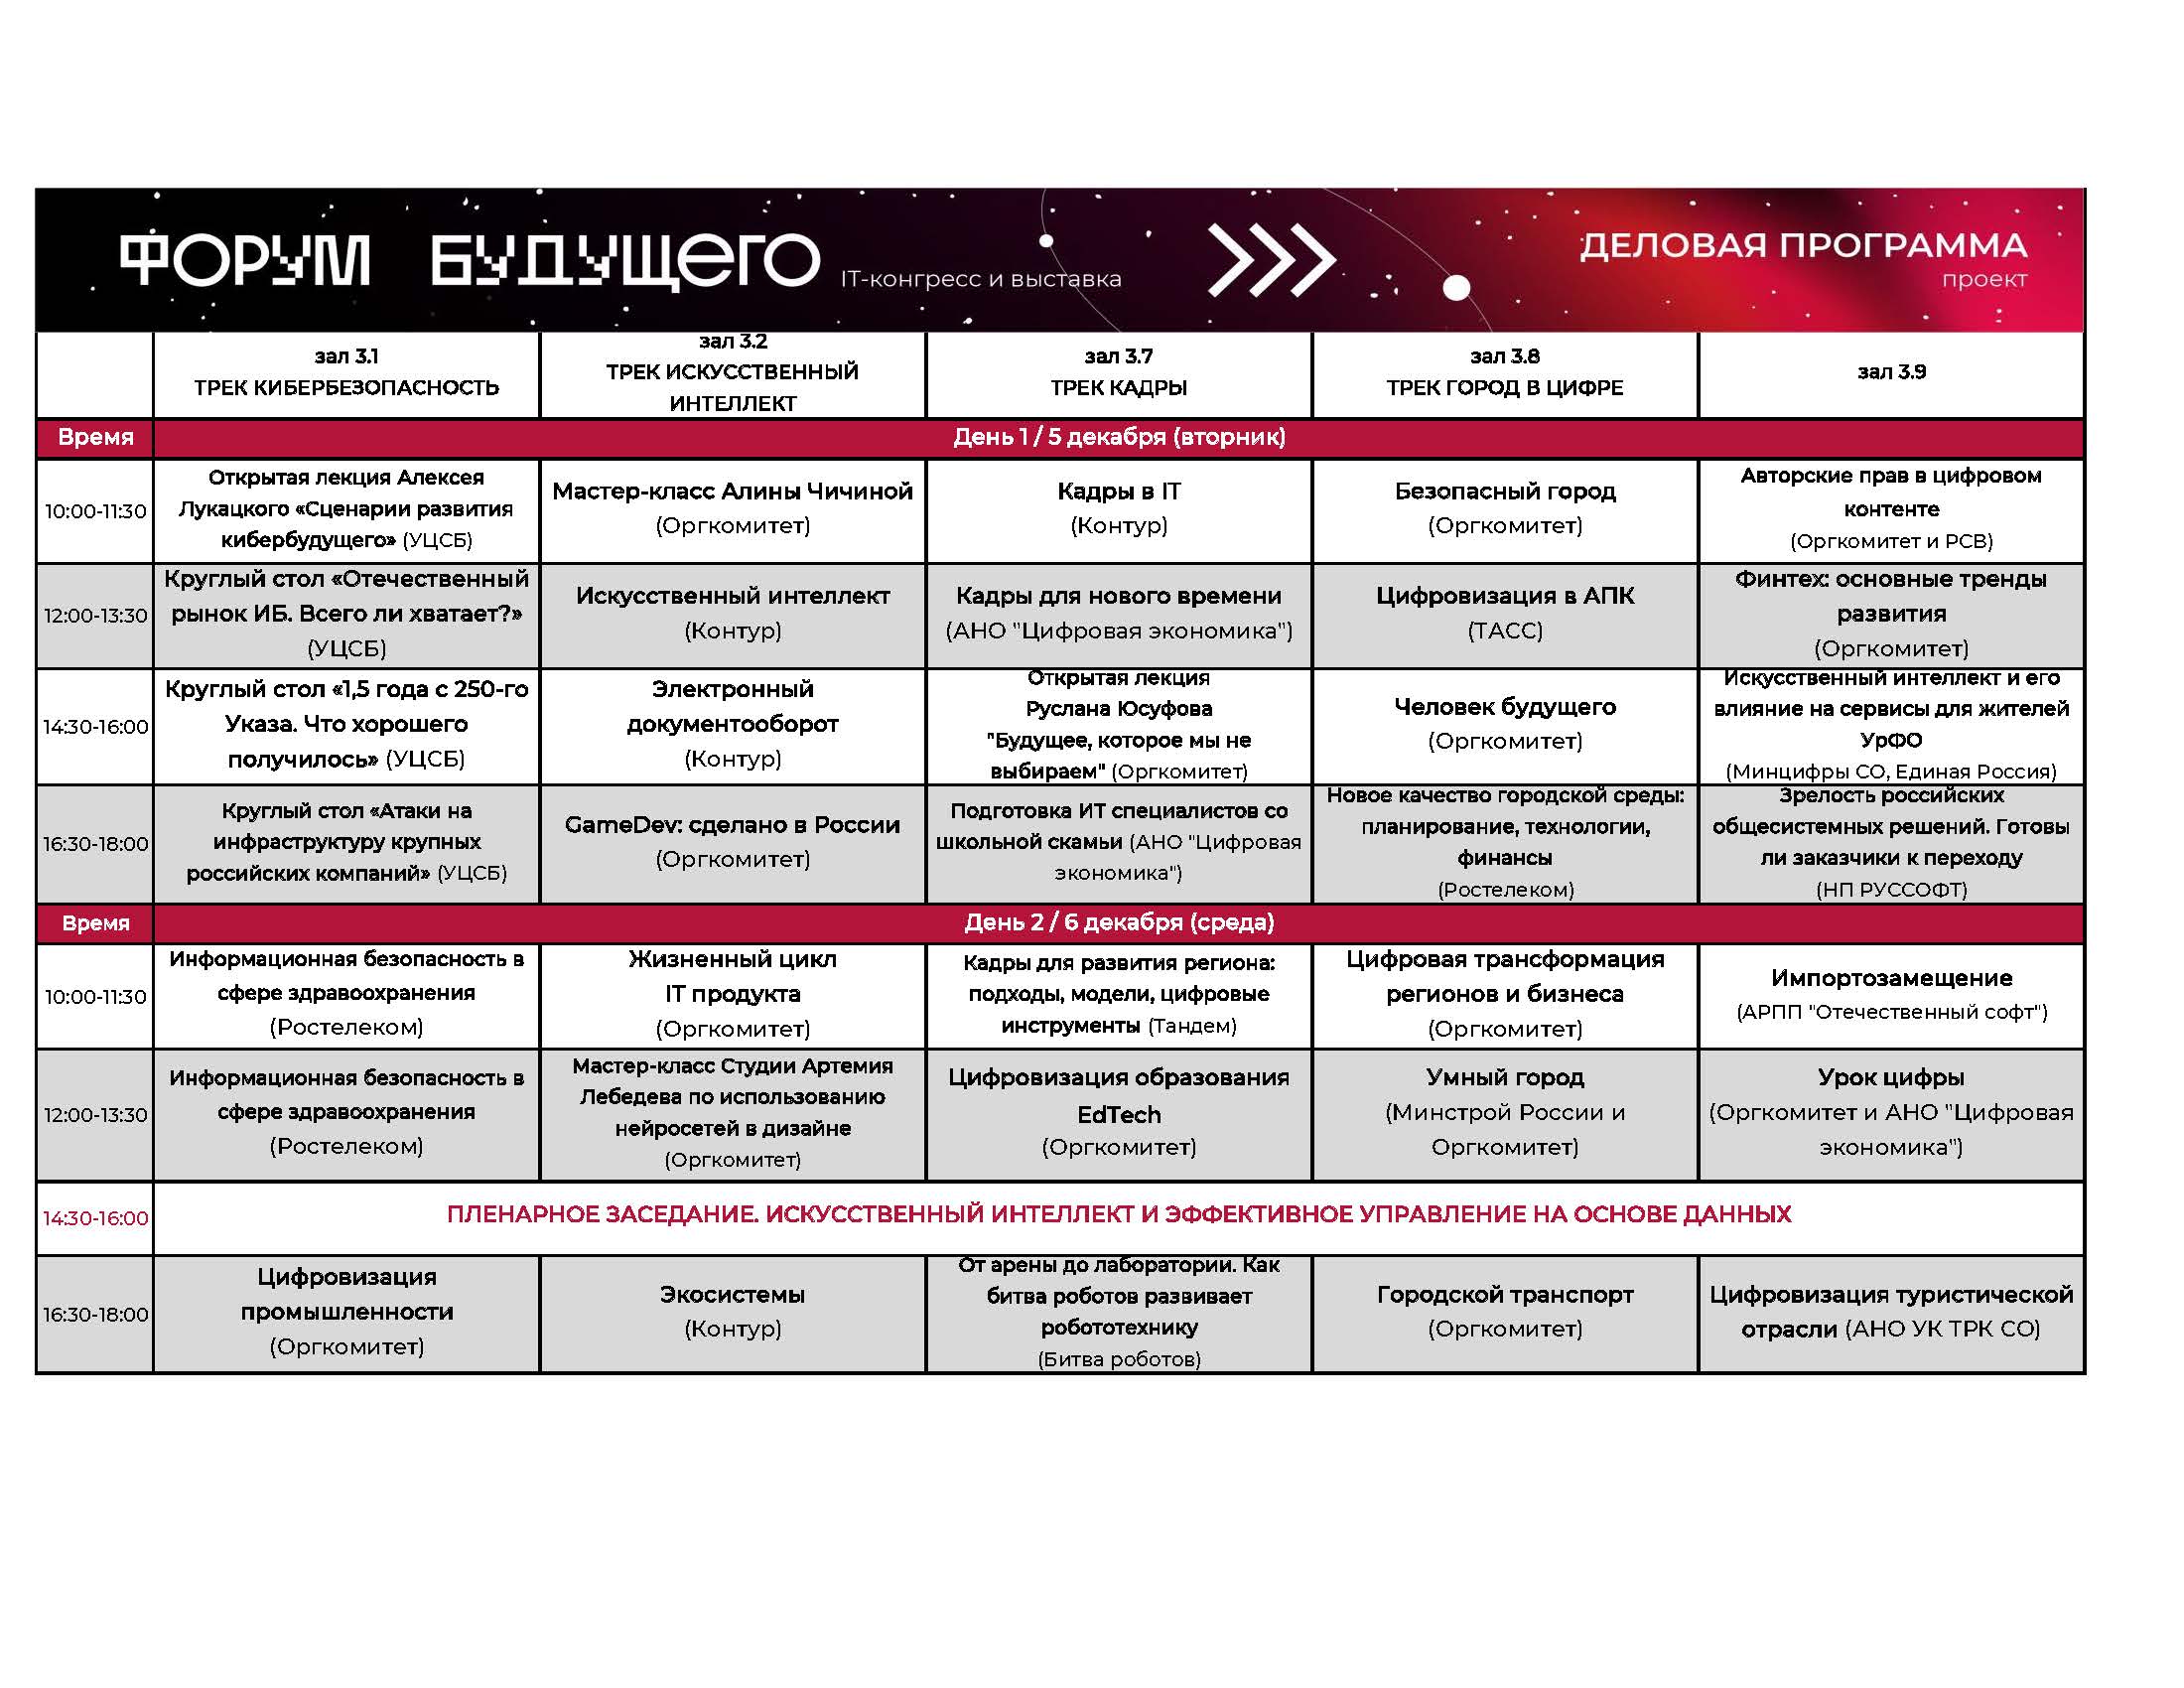 ФОРУМ БУДУЩЕГО
IT-конгресс и выставка
ДЕЛОВАЯ ПРОГРАММА
проект
зал 3.1
ТРЕК КИБЕРБЕЗОПАСНОСТЬ
зал 3.2
ТРЕК ИСКУССТВЕННЫЙ
ИНТЕЛЛЕКТ
зал 3.7
ТРЕК КАДРЫ
зал 3.8
ТРЕК ГОРОД В ЦИФРЕ
зал 3.9
Время
День 1 / 5 декабря (вторник)
10:00-11:30
Открытая лекция Алексея
Лукацкого «Сценарии развития
кибербудущего» (УЦСБ)
Мастер-класс Алины Чичиной
(Оргкомитет)
Кадры в IT
(Контур)
Безопасный город
(Оргкомитет)
Авторские прав в цифровом
контенте
(Оргкомитет и РСВ)
12:00-13:30
Круглый стол «Отечественный
рынок ИБ. Всего ли хватает?»
(УЦСБ)
Искусственный интеллект
(Контур)
Кадры для нового времени
(АНО "Цифровая экономика")
Цифровизация в АПК
(ТАСС)
Финтех: основные тренды
развития
(Оргкомитет)
14:30-16:00
Круглый стол «1,5 года с 250-го
Указа. Что хорошего
получилось» (УЦСБ)
Электронный
документооборот
(Контур)
Открытая лекция
Руслана Юсуфова
"Будущее, которое мы не
выбираем" (Оргкомитет)
Человек будущего
(Оргкомитет)
Искусственный интеллект и его
влияние на сервисы для жителей
УрФО
(Минцифры СО, Единая Россия)
16:30-18:00
Круглый стол «Атаки на
инфраструктуру крупных
российских компаний» (УЦСБ)
GameDev: сделано в России
(Оргкомитет)
Подготовка ИТ специалистов со
школьной скамьи (АНО "Цифровая
экономика")
Новое качество городской среды:
планирование, технологии,
финансы
(Ростелеком)
Зрелость российских
общесистемных решений. Готовы
ли заказчики к переходу
(НП РУССОФТ)
Время
День 2 / 6 декабря (среда)
10:00-11:30
Информационная безопасность в
сфере здравоохранения
(Ростелеком)
Жизненный цикл
IT продукта
(Оргкомитет)
Кадры для развития региона:
подходы, модели, цифровые
инструменты (Тандем)
Цифровая трансформация
регионов и бизнеса
(Оргкомитет)
Импортозамещение
(АРПП "Отечественный софт")
12:00-13:30
Информационная безопасность в
сфере здравоохранения
(Ростелеком)
Мастер-класс Студии Артемия
Лебедева по использованию
нейросетей в дизайне
(Оргкомитет)
Цифровизация образования
EdTech
(Оргкомитет)
Умный город
(Минстрой России и
Оргкомитет)
Урок цифры
(Оргкомитет и АНО "Цифровая
экономика")
14:30-16:00
ПЛЕНАРНОЕ ЗАСЕДАНИЕ. ИСКУССТВЕННЫЙ ИНТЕЛЛЕКТ И ЭФФЕКТИВНОЕ УПРАВЛЕНИЕ НА ОСНОВЕ ДАННЫХ
16:30-18:00
Цифровизация
промышленности
(Оргкомитет)
Экосистемы
(Контур)
От арены до лаборатории. Как
битва роботов развивает
робототехнику
(Битва роботов)
Городской транспорт
(Оргкомитет)
Цифровизация туристической
отрасли (АНО УК ТРК СО)